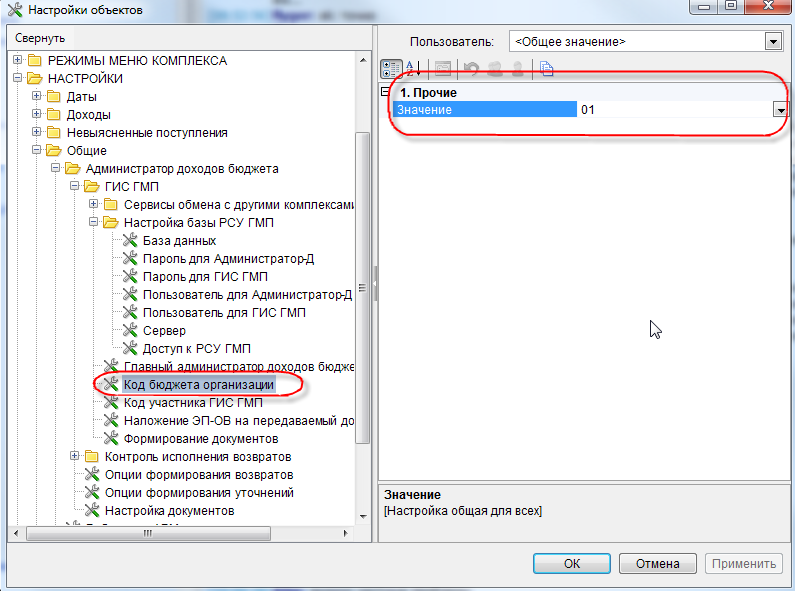 Настройки объектов
Свернуть
РЕЖИМЫ МЕНЮ КОМПЛЕКСА
НАСТРОЙКИ
Даты
Доходы
Невыясненные поступления
Общие
Администратор доходов бюджета
ГИС ГМП
Сервисы обмена с другими комплексами
Настройка базы РСУ ГМП
База данных
Пароль для Администратор-Д
Пароль для ГИС ГМП
Пользователь для Администратор-Д
Пользователь для ГИС ГМП
Сервер
Доступ к РСУ ГМП
Главный администратор доходов бюдже
Код бюджета организации
Код участника ГИС ГМП
Наложение ЭП-ОВ на передаваемый до
Формирование документов
Контроль исполнения возвратов
Опции формирования возвратов
Опции формирования уточнений
Настройка документов
Пользователь: <Общее значение>
1. Прочие
Значение 01
Значение
[Настройка общая для всех]
ОК Отмена Применить